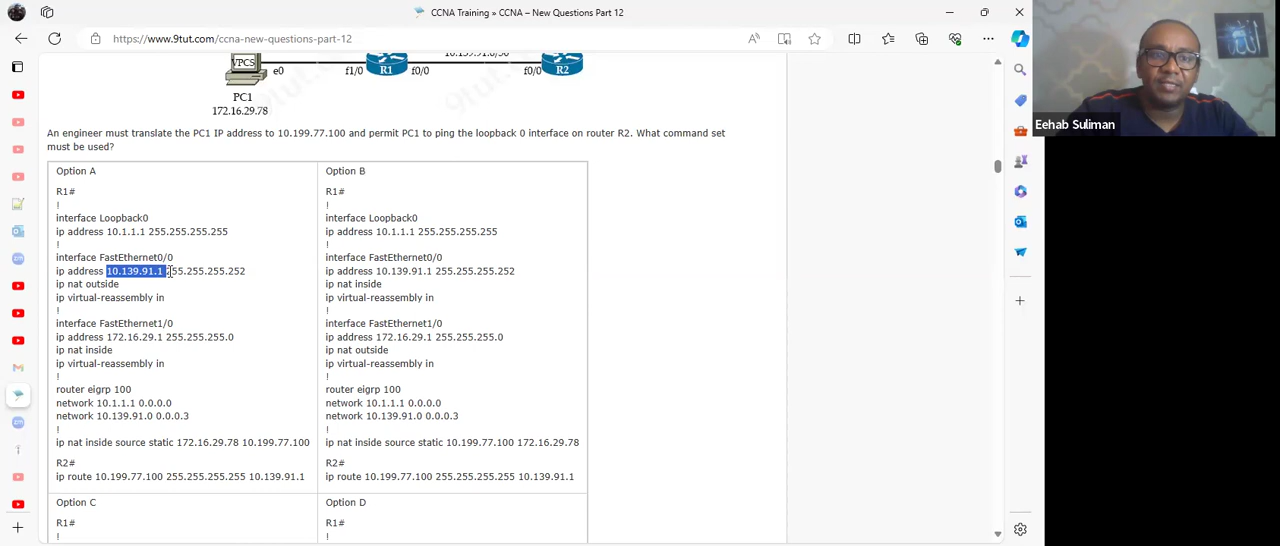 CCNA Training » CCNA – New Questions Part 12
https://www.9tut.com/ccna-new-questions-part-12
VPCS
e0
f1/0
R1
f0/0
f0/0
R2
PC1
172.16.29.78
Eehab Suliman
An engineer must translate the PC1 IP address to 10.199.77.100 and permit PC1 to ping the loopback 0 interface on router R2. What command set
must be used?
Option A
R1#
!
interface Loopback0
ip address 10.1.1.1 255.255.255.255
!
interface FastEthernet0/0
ip address 10.139.91.1 255.255.255.252
ip nat outside
ip virtual-reassembly in
!
interface FastEthernet1/0
ip address 172.16.29.1 255.255.255.0
ip nat inside
ip virtual-reassembly in
!
router eigrp 100
network 10.1.1.1 0.0.0.0
network 10.139.91.0 0.0.0.3
!
ip nat inside source static 172.16.29.78 10.199.77.100
R2#
ip route 10.199.77.100 255.255.255.255 10.139.91.1
Option B
R1#
!
interface Loopback0
ip address 10.1.1.1 255.255.255.255
!
interface FastEthernet0/0
ip address 10.139.91.1 255.255.255.252
ip nat inside
ip virtual-reassembly in
!
interface FastEthernet1/0
ip address 172.16.29.1 255.255.255.0
ip nat outside
ip virtual-reassembly in
!
router eigrp 100
network 10.1.1.1 0.0.0.0
network 10.139.91.0 0.0.0.3
!
ip nat inside source static 10.199.77.100 172.16.29.78
R2#
ip route 10.199.77.100 255.255.255.255 10.139.91.1
Option C
R1#
!
Option D
R1#
!